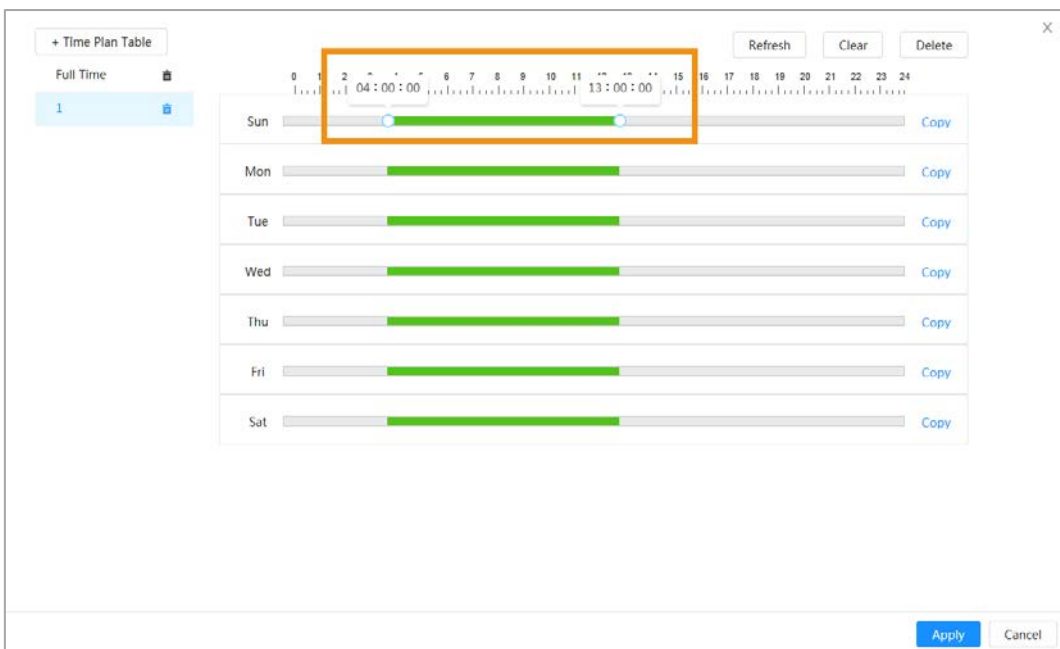 + Time Plan Table
Refresh Clear Delete
X
Full Time
0 1 2 6 7 8 9 10 11 15 16 17 18 19 20 21 22 23 24
04:00:00 13:00:00
1
Sun Copy
Mon Copy
Tue Copy
Wed Copy
Thu Copy
Fri Copy
Sat Copy
Apply Cancel